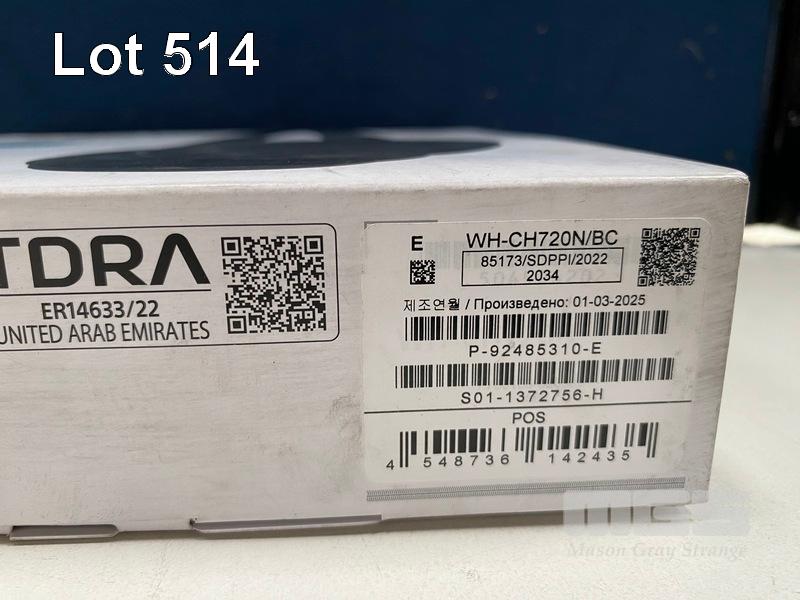 Lot 514
TDRA
ER14633/22
UNITED ARAB EMIRATES
E WH-CH720N/BC
85173/SDPPI/2022
2034
제조연월 / Произведено: 01-03-2025
P-92485310-E
S01-1372756-H
POS
4 548736 142435
MGS
Mason Gray Strange